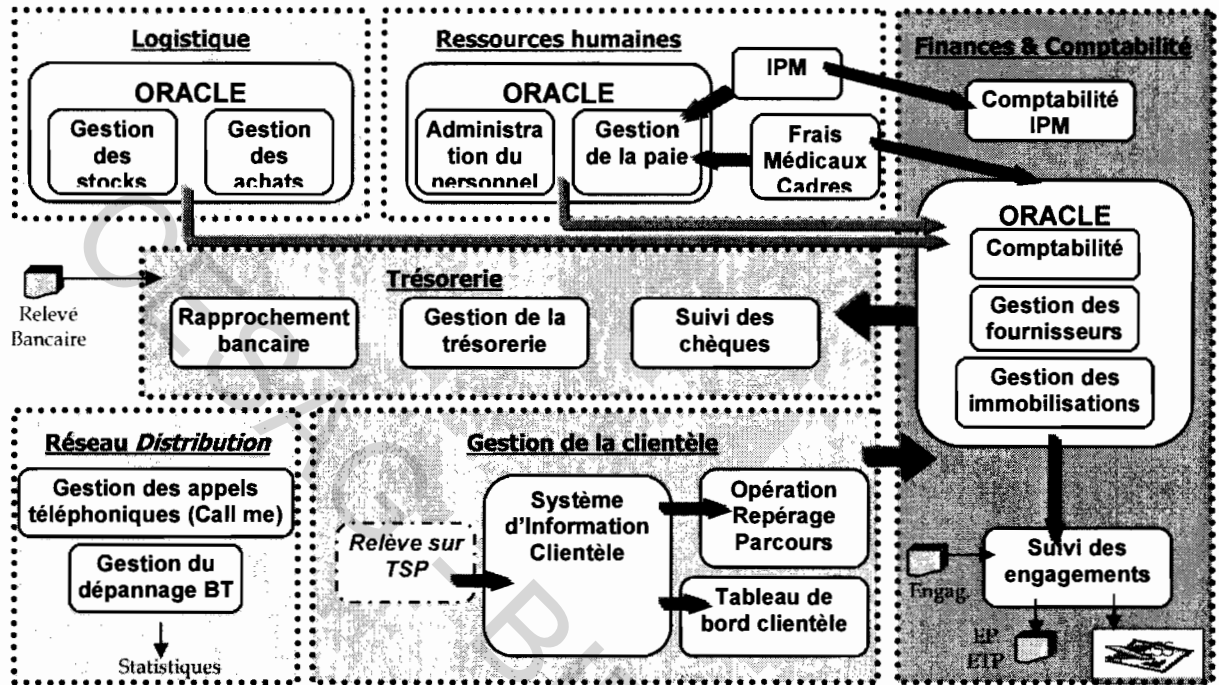 Logistique
ORACLE
Gestion
des
stocks
Gestion
des
achats
Ressources humaines
ORACLE
Administra
tion du
personnel
Gestion
de la paie
IPM
Frais
Médicaux
Cadres
Finances & Comptabilité
Comptabilité
IPM
ORACLE
Comptabilité
Gestion des
fournisseurs
Gestion des
immobilisations
Suivi des
engagements
Engag.
EP
ETP
Relevé
Bancaire
Trésorerie
Rapprochement
bancaire
Gestion de la
trésorerie
Suivi des
chèques
Réseau Distribution
Gestion des appels
téléphoniques (Call me)
Gestion du
dépannage BT
Statistiques
Gestion de la clientèle
Relève sur
TSP
Système
d'Information
Clientèle
Opération
Repérage
Parcours
Tableau de
bord clientèle
CESAG - BI